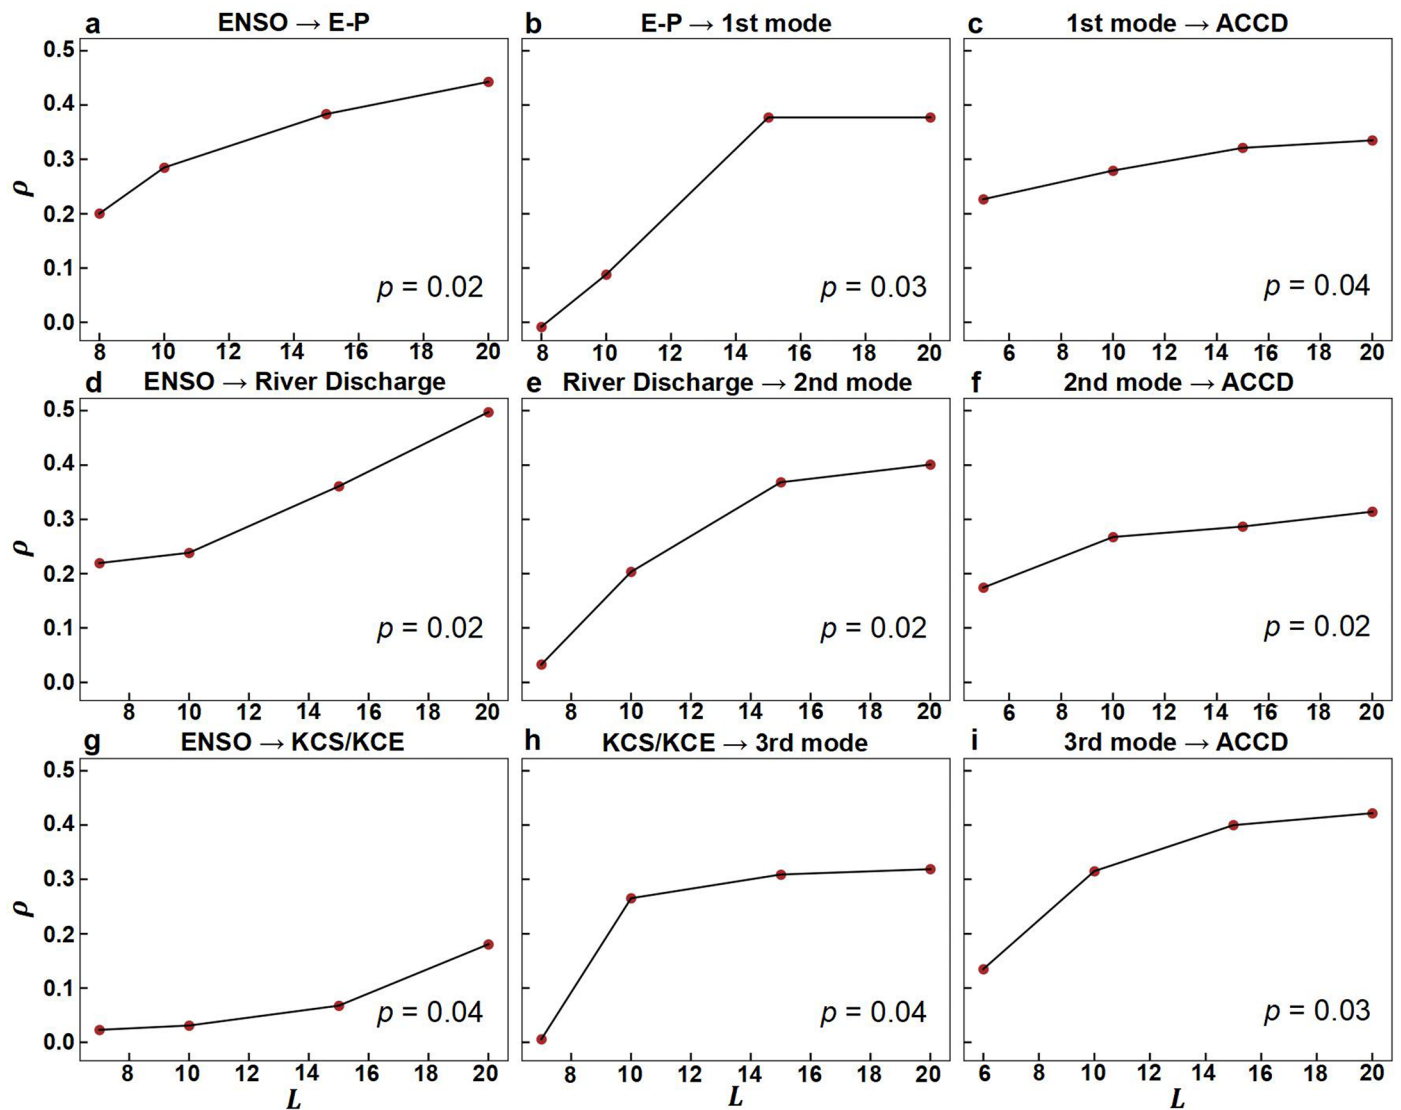 a ENSO → E-P
b E-P → 1st mode
c 1st mode → ACCD
0.5
0.4
0.3
0.2
0.1
0.0
ρ
p = 0.02
p = 0.03
p = 0.04
8 10 12 14 16 18 20
8 10 12 14 16 18 20
6 8 10 12 14 16 18 20
d ENSO → River Discharge
e River Discharge → 2nd mode
f 2nd mode → ACCD
0.5
0.4
0.3
0.2
0.1
0.0
ρ
p = 0.02
p = 0.02
p = 0.02
8 10 12 14 16 18 20
8 10 12 14 16 18 20
6 8 10 12 14 16 18 20
g ENSO → KCS/KCE
h KCS/KCE → 3rd mode
i 3rd mode → ACCD
0.5
0.4
0.3
0.2
0.1
0.0
ρ
p = 0.04
p = 0.04
p = 0.03
8 10 12 14 16 18 20
8 10 12 14 16 18 20
6 8 10 12 14 16 18 20
L
L